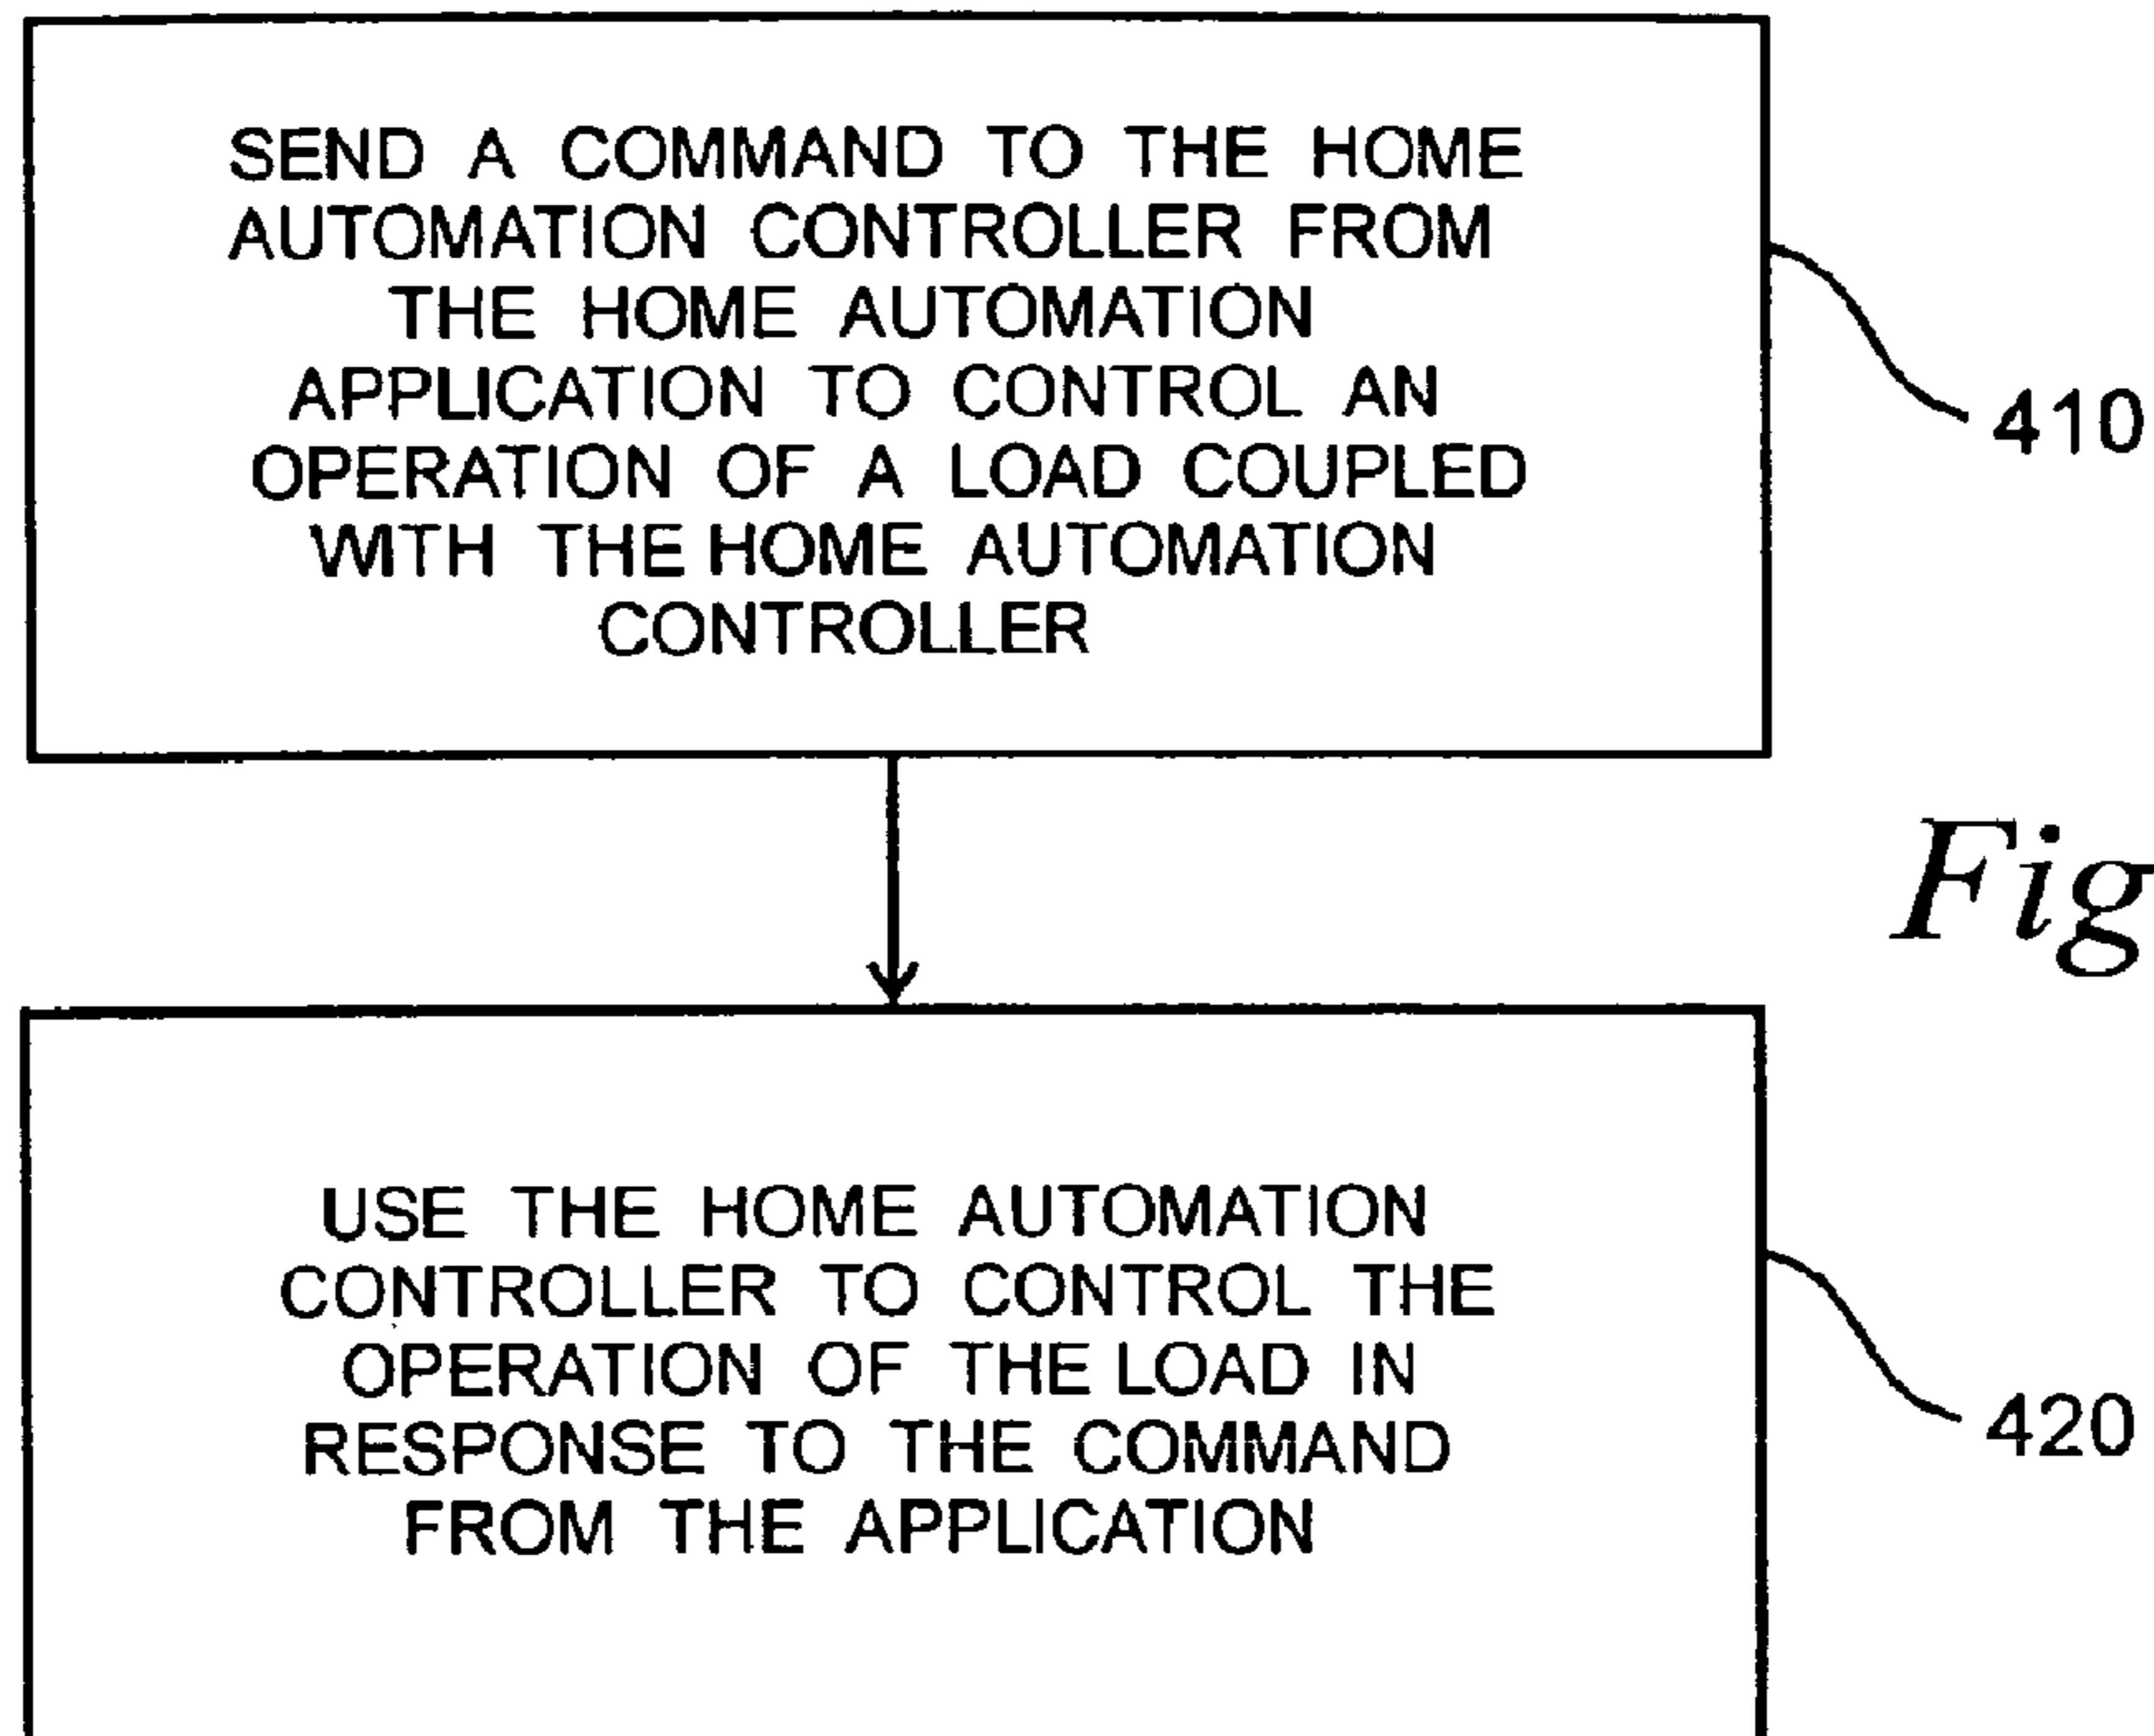 SEND A COMMAND TO THE HOME
AUTOMATION CONTROLLER FROM
THE HOME AUTOMATION
APPLICATION TO CONTROL AN
OPERATION OF A LOAD COUPLED
WITH THE HOME AUTOMATION
CONTROLLER
410
Fig
USE THE HOME AUTOMATION
CONTROLLER TO CONTROL THE
OPERATION OF THE LOAD IN
RESPONSE TO THE COMMAND
FROM THE APPLICATION
420